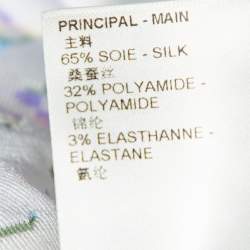 PRINCIPAL - MAIN
主料
65% SOIE - SILK
桑蚕丝
32% POLYAMIDE -
POLYAMIDE
锦纶
3% ELASTHANNE -
ELASTANE
氨纶